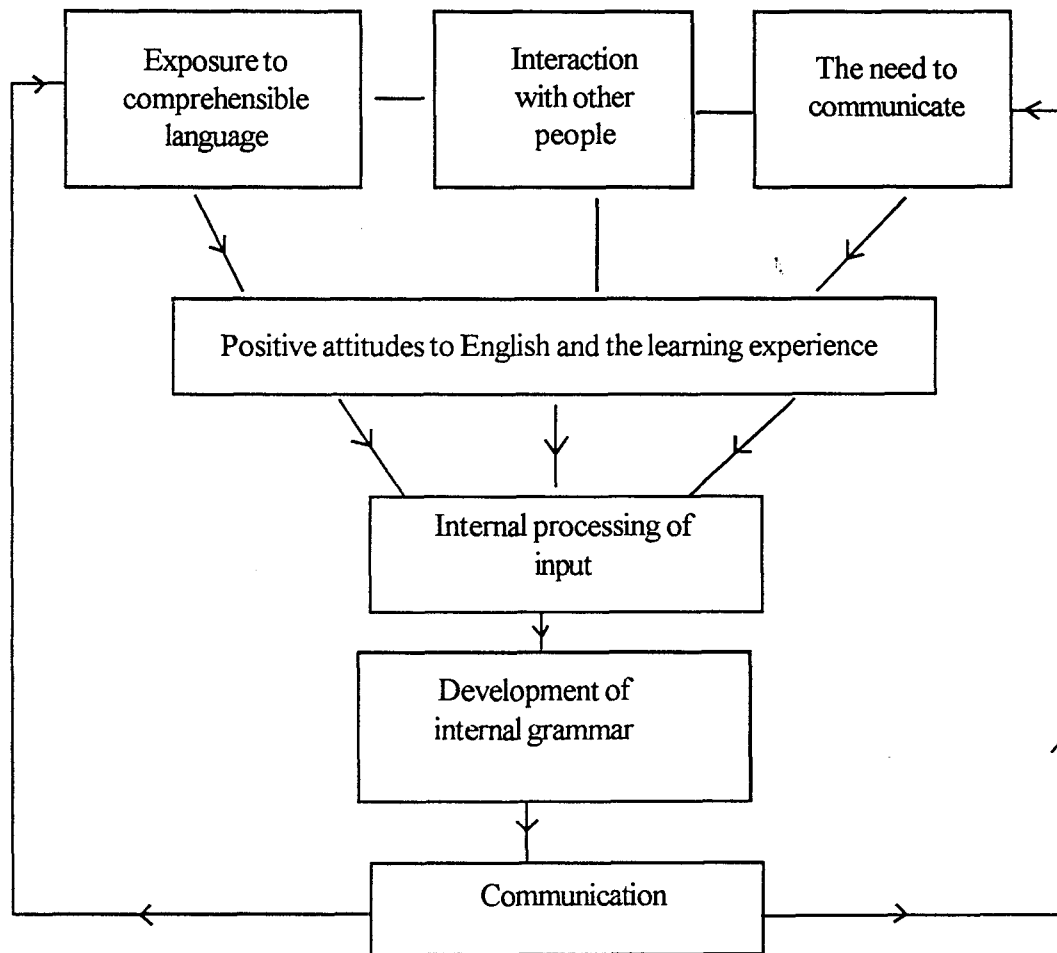 Exposure to
comprehensible
language
Interaction
with other
people
The need to
communicate
Positive attitudes to English and the learning experience
Internal processing of
input
Development of
internal grammar
Communication